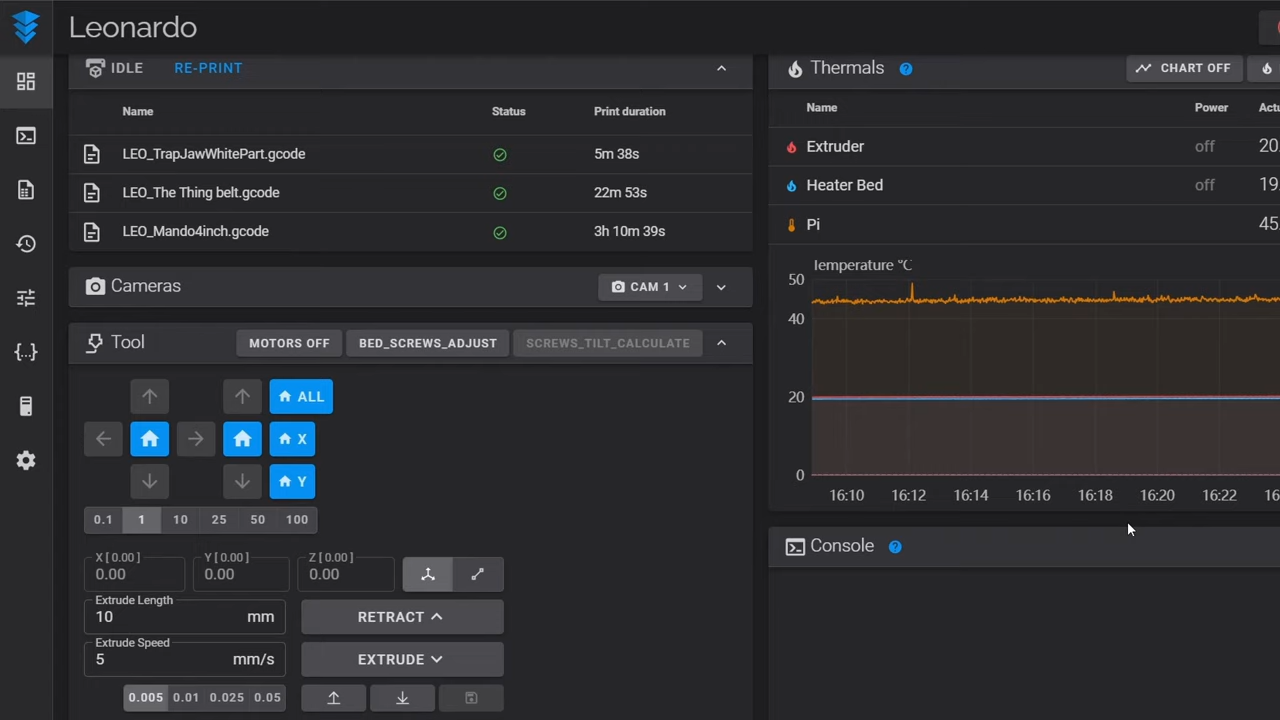 Leonardo
IDLE RE-PRINT
Name Status Print duration
LEO_TrapJawWhitePart.gcode 5m 38s
LEO_The Thing belt.gcode 22m 53s
LEO_Mando4inch.gcode 3h 10m 39s
Cameras CAM 1
Tool MOTORS OFF BED_SCREWS_ADJUST SCREWS_TILT_CALCULATE
ALL
X
Y
0.1 1 10 25 50 100
X [ 0.00 ] Y [ 0.00 ] Z [ 0.00 ]
0.00 0.00 0.00
Extrude Length
10 mm RETRACT
Extrude Speed
5 mm/s EXTRUDE
0.005 0.01 0.025 0.05
Thermals ? CHART OFF
Name Power
Extruder off 20.
Heater Bed off 19.
Pi 45.
Temperature °C
50
40
20
0
16:10 16:12 16:14 16:16 16:18 16:20 16:22 16
Console ?